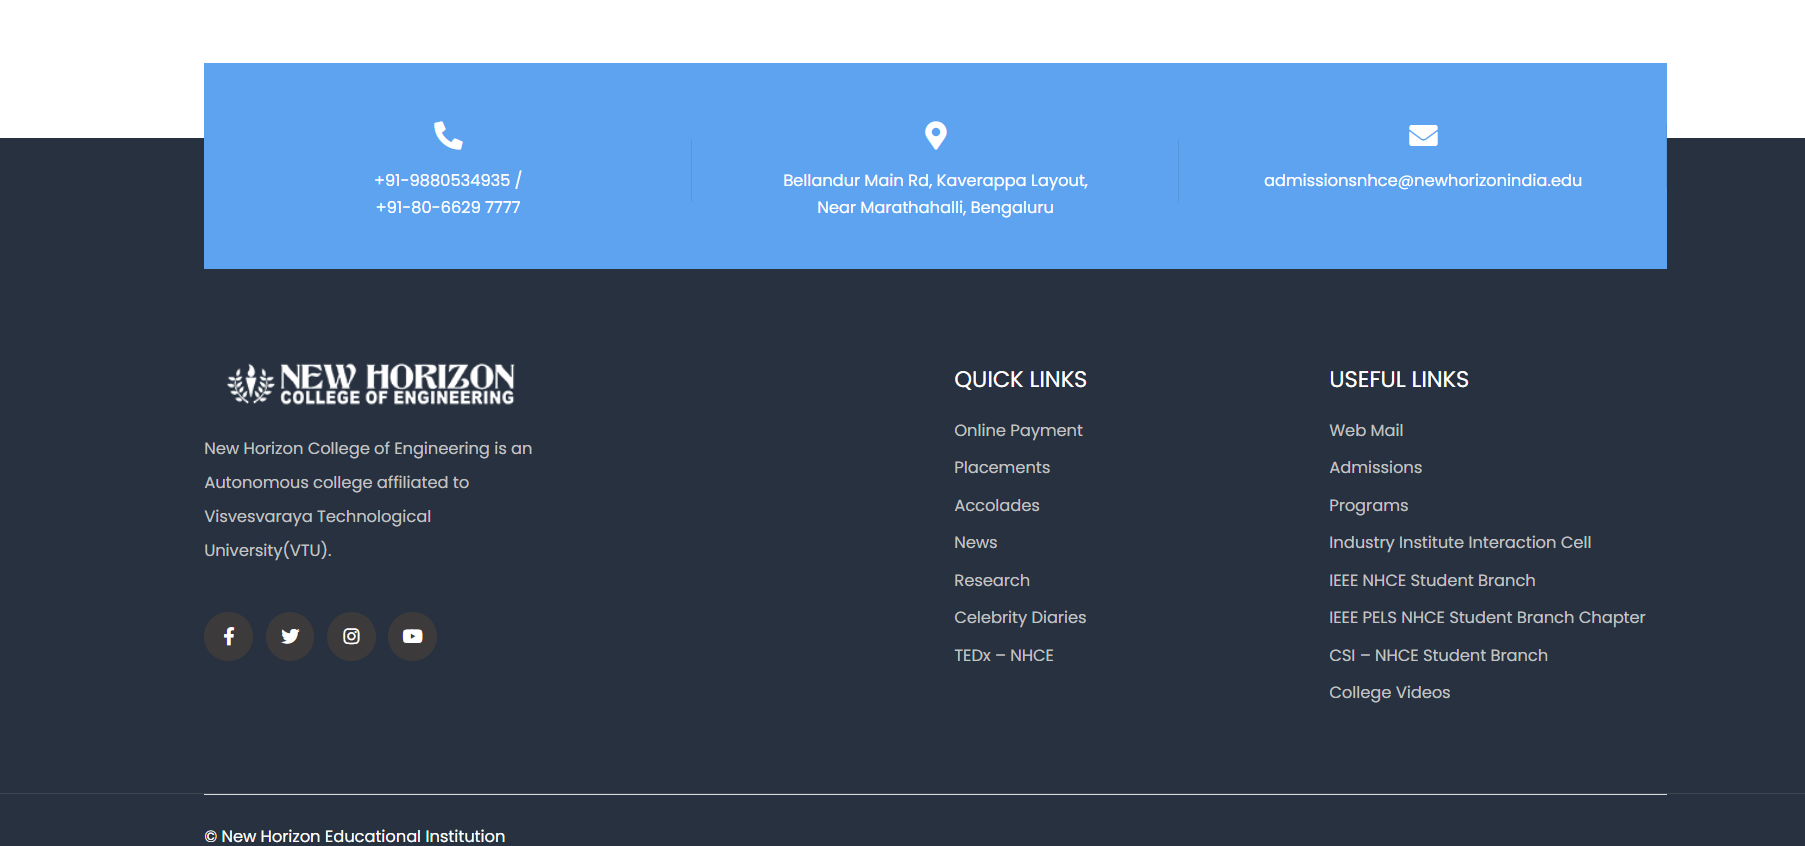 +91-9880534935 /
+91-80-6629 7777
Bellandur Main Rd, Kaverappa Layout,
Near Marathahalli, Bengaluru
admissionsnhce@newhorizonindia.edu
NEW HORIZON
COLLEGE OF ENGINEERING
New Horizon College of Engineering is an
Autonomous college affiliated to
Visvesvaraya Technological
University(VTU).
QUICK LINKS
Online Payment
Placements
Accolades
News
Research
Celebrity Diaries
TEDx – NHCE
USEFUL LINKS
Web Mail
Admissions
Programs
Industry Institute Interaction Cell
IEEE NHCE Student Branch
IEEE PELS NHCE Student Branch Chapter
CSI – NHCE Student Branch
College Videos
© New Horizon Educational Institution